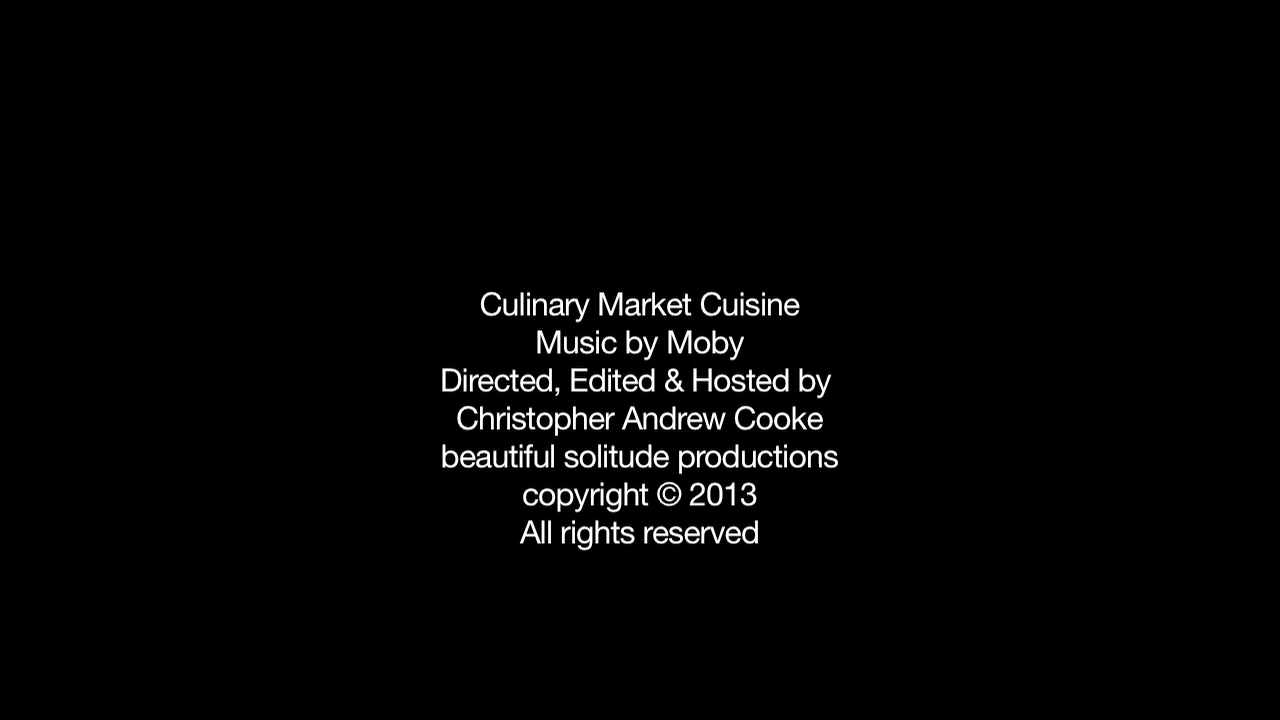 Culinary Market Cuisine
Music by Moby
Directed, Edited & Hosted by
Christopher Andrew Cooke
beautiful solitude productions
copyright © 2013
All rights reserved